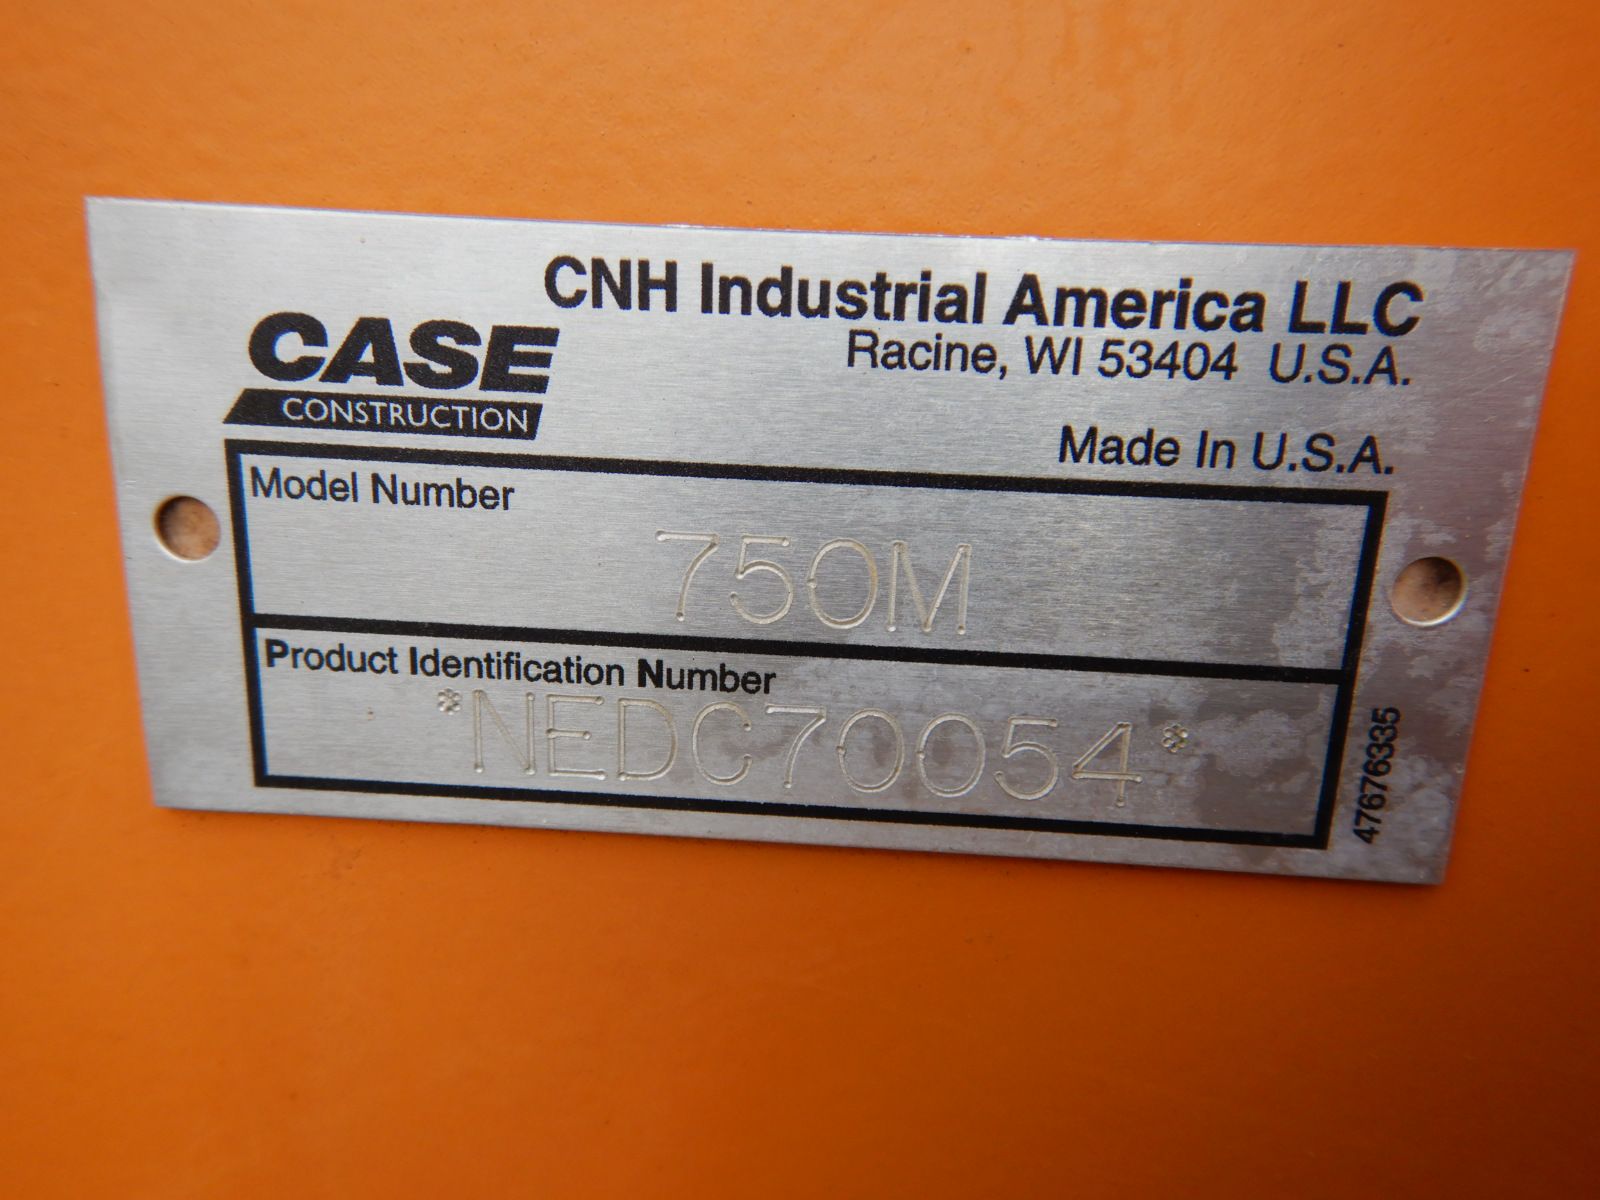 CNH Industrial America LLC
Racine, WI 53404 U.S.A.
CASE
CONSTRUCTION
Made In U.S.A.
Model Number
750M
Product Identification Number
*NEDC70054*
47676335